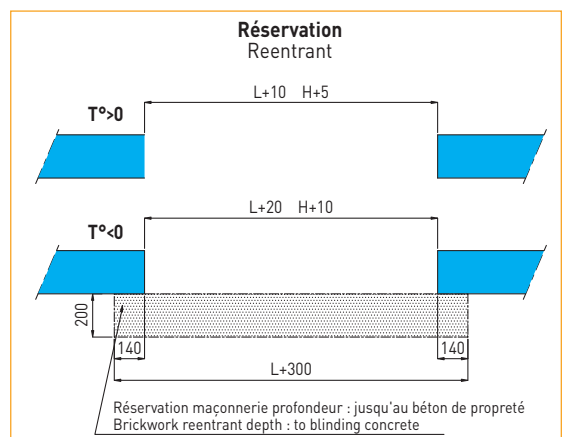 Réservation
Reentrant
L+10 H+5
T°>0
L+20 H+10
T°<0
200
140 140
L+300
Réservation maçonnerie profondeur : jusqu'au béton de propreté
Brickwork reentrant depth : to blinding concrete